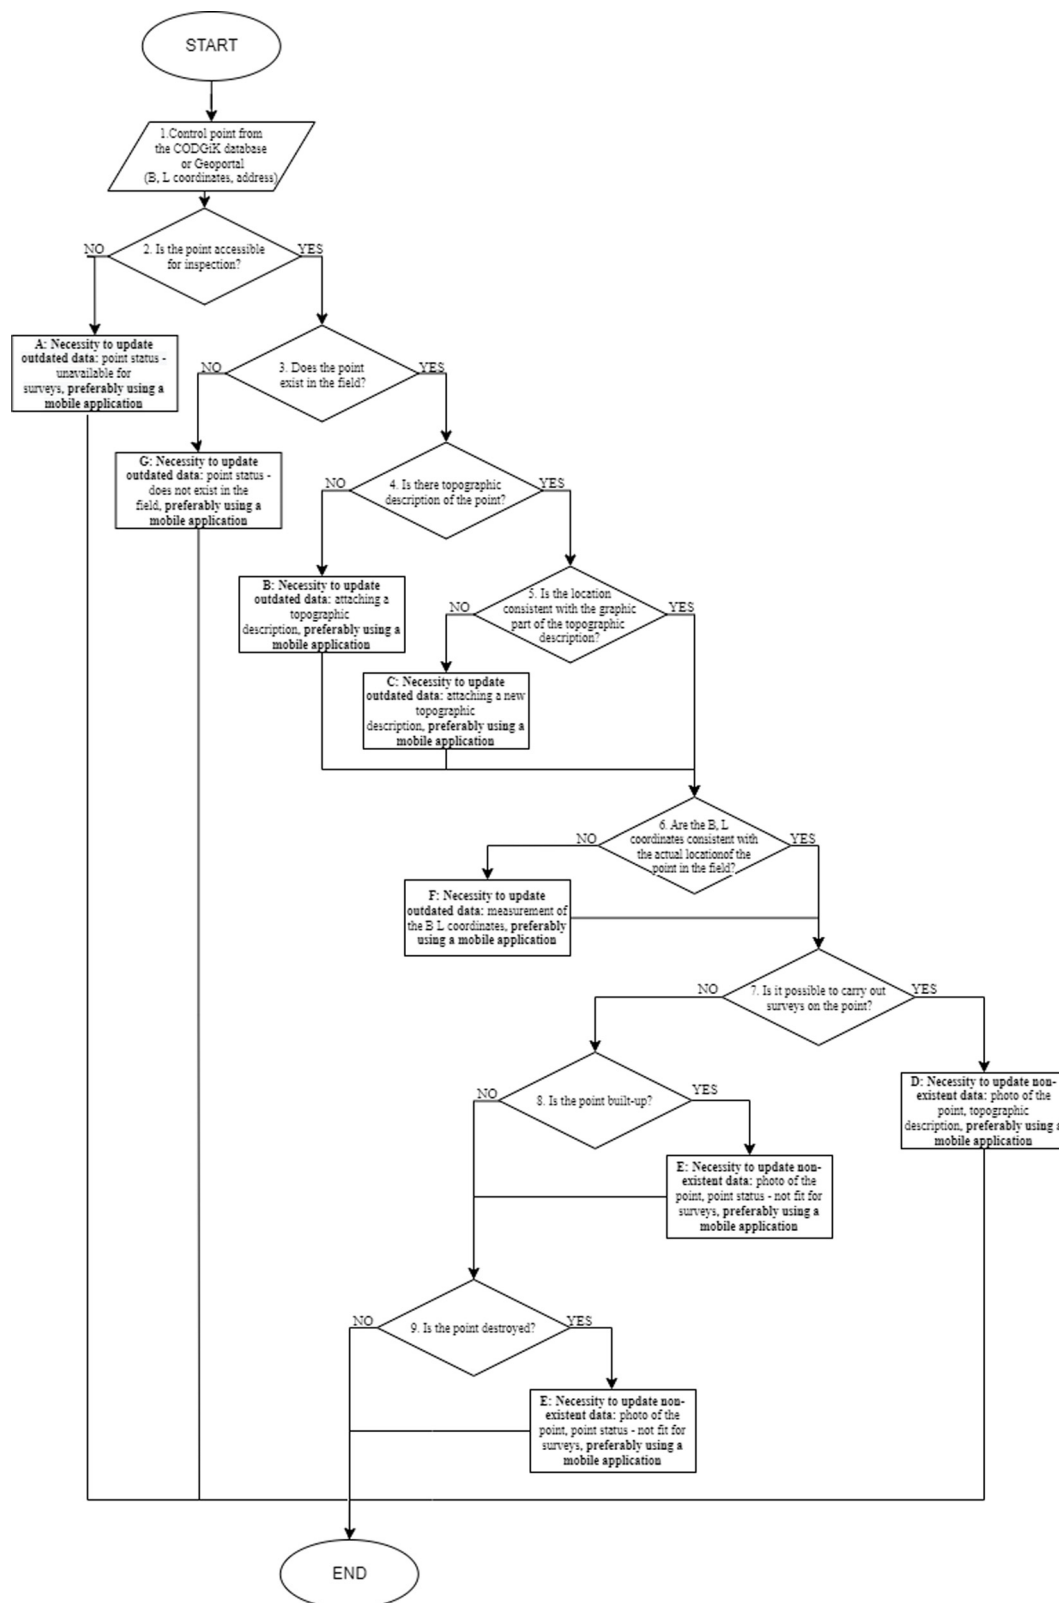 START
1.Control point from
the CODGiK database
or Geoportal
(B, L coordinates, address)
NO
2. Is the point accessible
for inspection?
YES
A: Necessity to update
outdated data: point status -
unavailable for
surveys, preferably using a
mobile application
NO
3. Does the point
exist in the field?
YES
G: Necessity to update
outdated data: point status -
does not exist in the
field, preferably using a
mobile application
NO
4. Is there topographic
description of the point?
YES
B: Necessity to update
outdated data: attaching a
topographic
description, preferably using a
mobile application
NO
5. Is the location
consistent with the graphic
part of the topographic
description?
YES
C: Necessity to update
outdated data: attaching a new
topographic
description, preferably using a
mobile application
NO
6. Are the B, L
coordinates consistent with
the actual locationof the
point in the field?
YES
F: Necessity to update
outdated data: measurement of
the B L coordinates, preferably
using a mobile application
NO
7. Is it possible to carry out
surveys on the point?
YES
D: Necessity to update non-
existent data: photo of the
point, topographic
description, preferably using a
mobile application
NO
8. Is the point built-up?
YES
E: Necessity to update non-
existent data: photo of the
point, point status - not fit for
surveys, preferably using a
mobile application
NO
9. Is the point destroyed?
YES
E: Necessity to update non-
existent data: photo of the
point, point status - not fit for
surveys, preferably using a
mobile application
END